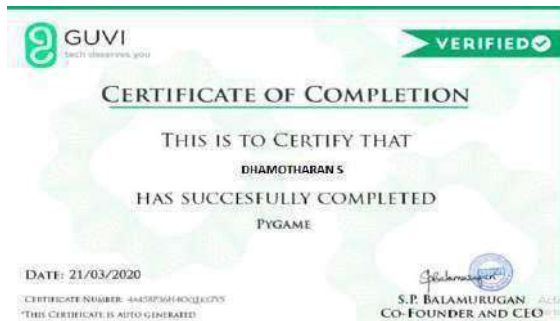 GUVI
tech deserves you
VERIFIED
CERTIFICATE OF COMPLETION
THIS IS TO CERTIFY THAT
DHAMOTHARAN S
HAS SUCCESFULLY COMPLETED
PYGAME
DATE: 21/03/2020
CERTIFICATE NUMBER:
*THIS CERTIFICATE IS AUTO GENERATED
S.P. BALAMURUGAN
CO-FOUNDER AND CEO